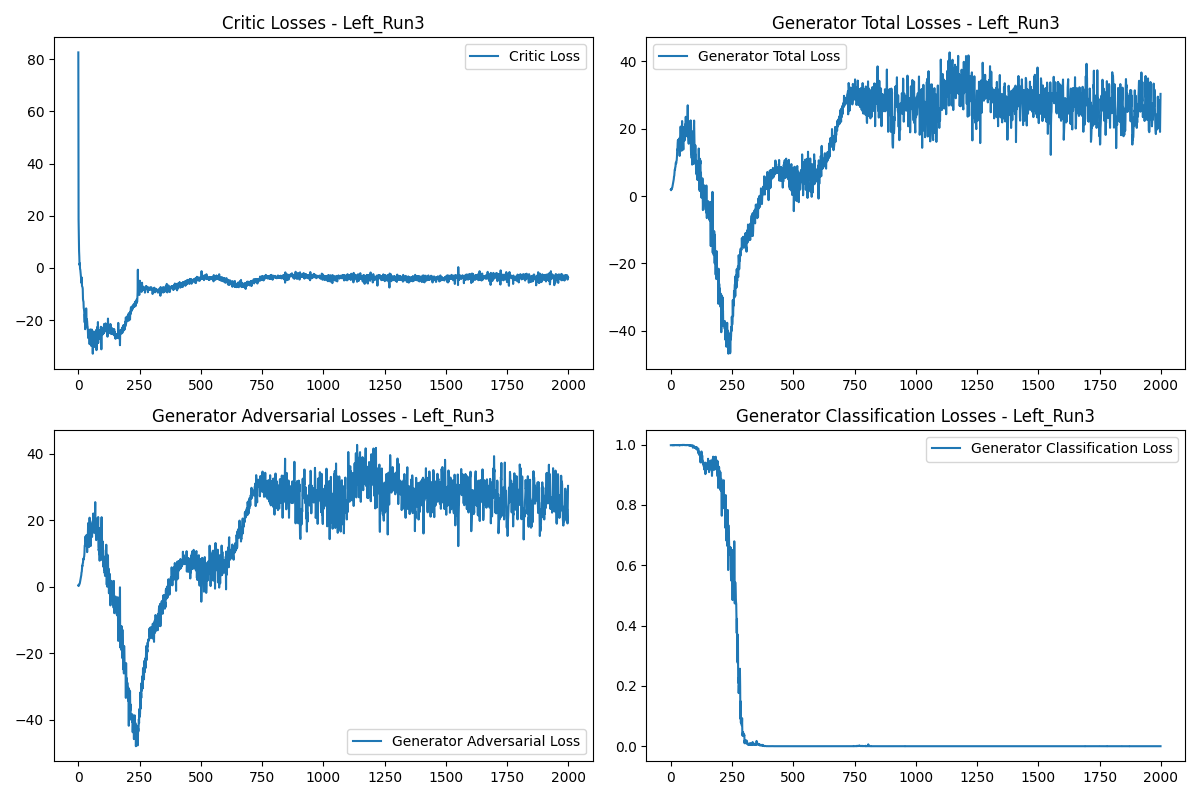 Critic Losses - Left_Run3
Critic Loss
80
60
40
20
0
−20
0 250 500 750 1000 1250 1500 1750 2000
Generator Total Losses - Left_Run3
Generator Total Loss
40
20
0
−20
−40
0 250 500 750 1000 1250 1500 1750 2000
Generator Adversarial Losses - Left_Run3
40
20
0
−20
−40
Generator Adversarial Loss
0 250 500 750 1000 1250 1500 1750 2000
Generator Classification Losses - Left_Run3
Generator Classification Loss
1.0
0.8
0.6
0.4
0.2
0.0
0 250 500 750 1000 1250 1500 1750 2000